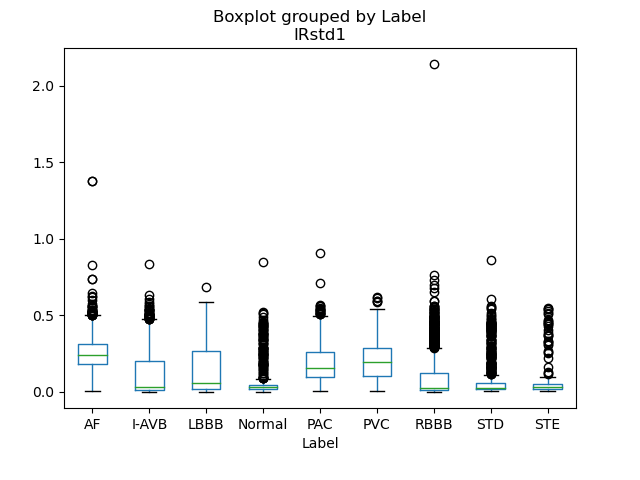 Boxplot grouped by Label
IRstd1
2.0
1.5
1.0
0.5
0.0
AF I-AVB LBBB Normal PAC PVC RBBB STD STE
Label